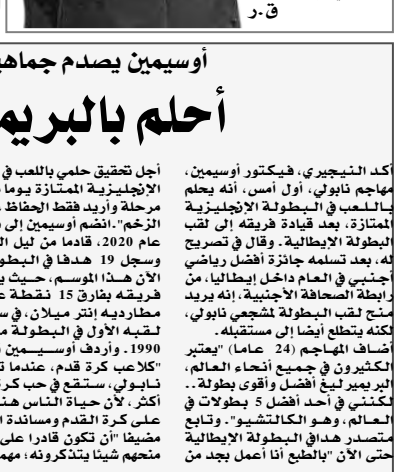 ق.ر
أوسيمين يصدم جماهي
أحلم بالبريم
أكد النيجيري، فيكتور أوسيمين،
مهاجم نابولي، أول أمس، أنه يحلم
باللعب في البطولة الإنجليزية
الممتازة، بعد قيادة فريقه إلى لقب
البطولة الإيطالية. وقال في تصريح
له، بعد تسلمه جائزة أفضل رياضي
أجنبي في العام داخل إيطاليا، من
رابطة الصحافة الأجنبية، إنه يريد
منح لقب البطولة لمشجعي نابولي،
لكنه يتطلع أيضا إلى مستقبله.
أضاف المهاجم (24 عاما) "يعتبر
الكثيرون في جميع أنحاء العالم،
البريمير ليغ أفضل وأقوى بطولة..
لكنني في أحد أفضل 5 بطولات في
العالم، وهو الكالتشيو". وتابع
متصدر هدافي البطولة الإيطالية
حتى الآن "بالطبع أنا أعمل بجد من
أجل تحقيق حلمي باللعب في
الإنجليزية الممتازة يوما
مرحلة وأريد فقط الحفاظ
الزخم".انضم أوسيمين إلى
عام 2020، قادما من ليل ال
وسجل 19 هدفا في البطو
الآن هذا الموسم، حيث ي
فريقه بفارق 15 نقطة ع
مطارديه إنتر ميلان، في س
لقبه الأول في البطولة م
1990. وأردف أوسيمين
"كلاعب كرة قدم، عندما ت
نابولي، ستقع في حب كرة
أكثر، لأن حياة الناس هنا
على كرة القدم ومساندة ا
مضيفا "أن تكون قادرا على
منحهم شيئا يتذكرونه؛ مهم